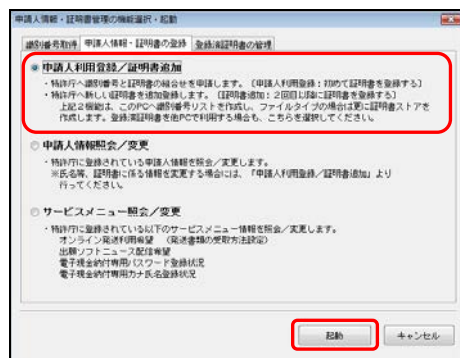 申請人情報・証明書管理の機能選択・起動
識別番号取得 申請人情報・証明書の登録 登録済証明書の管理
申請人利用登録／証明書追加
・特許庁へ識別番号と証明書の組合せを申請します。（申請人利用登録：初めて証明書を登録する）
・特許庁へ新しい証明書を追加登録します。（証明書追加：２回目以降に証明書を登録する）
上記２機能は、このPCへ識別番号リストを作成し、ファイルタイプの場合は更に証明書ストアを
作成します。登録済証明書を他PCで利用する場合も、こちらを選択してください。
申請人情報照会／変更
・特許庁に登録されている申請人情報を照会／変更します。
※氏名等、証明書に係る情報を変更する場合には、「申請人利用登録／証明書追加」より
行ってください。
サービスメニュー照会／変更
・特許庁に登録されている以下のサービスメニュー情報を照会／変更します。
オンライン発送利用希望 （発送書類の受取方法設定）
出願ソフトニュース配信希望
電子現金納付専用パスワード登録状況
電子現金納付専用カナ氏名登録状況
起動 キャンセル